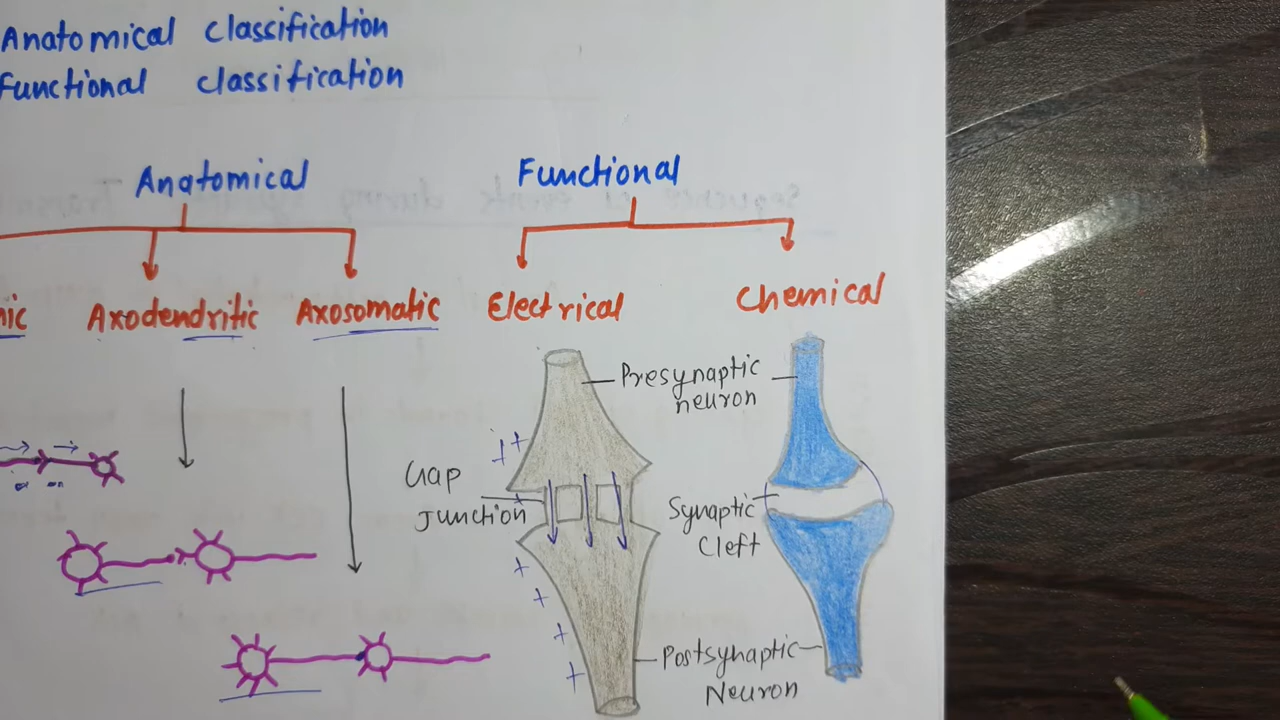 Anatomical classification
Functional classification
Anatomical
Functional
Axodendritic
Axosomatic
Electrical
Chemical
Presynaptic
neuron
Gap
Junction
Synaptic
Cleft
Postsynaptic
Neuron